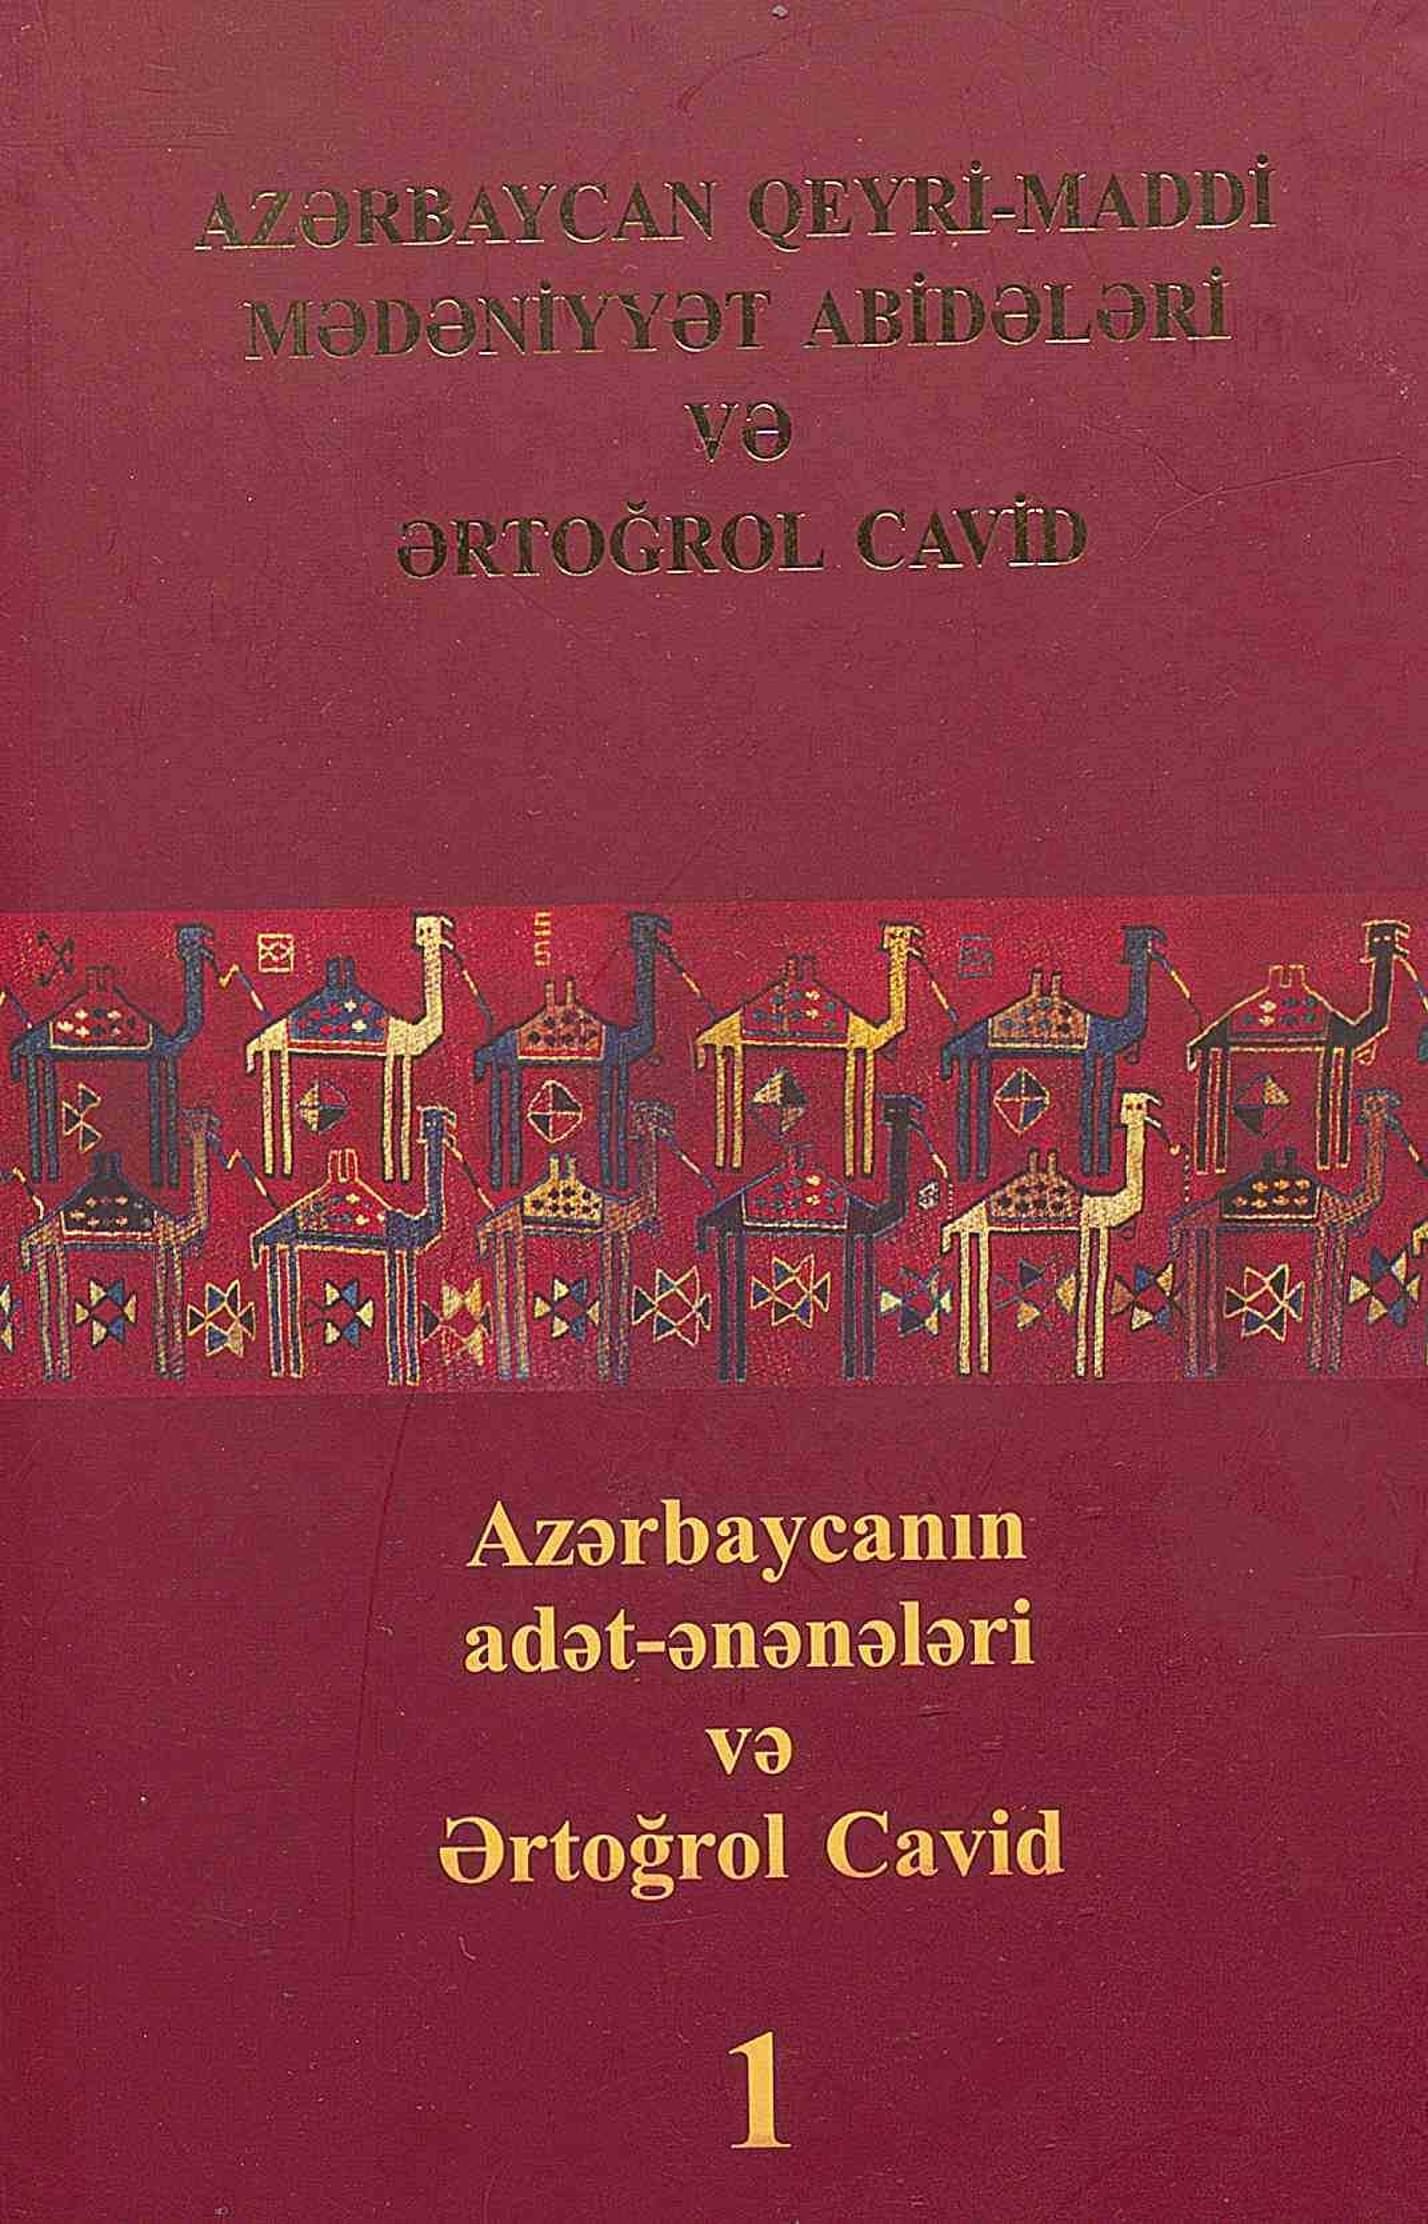 AZƏRBAYCAN QEYRİ-MADDİ
MƏDƏNİYYƏT ABİDƏLƏRİ
VƏ
ƏRTOĞROL CAVİD
Azərbaycanın
adət-ənənələri
və
Ərtoğrol Cavid
1